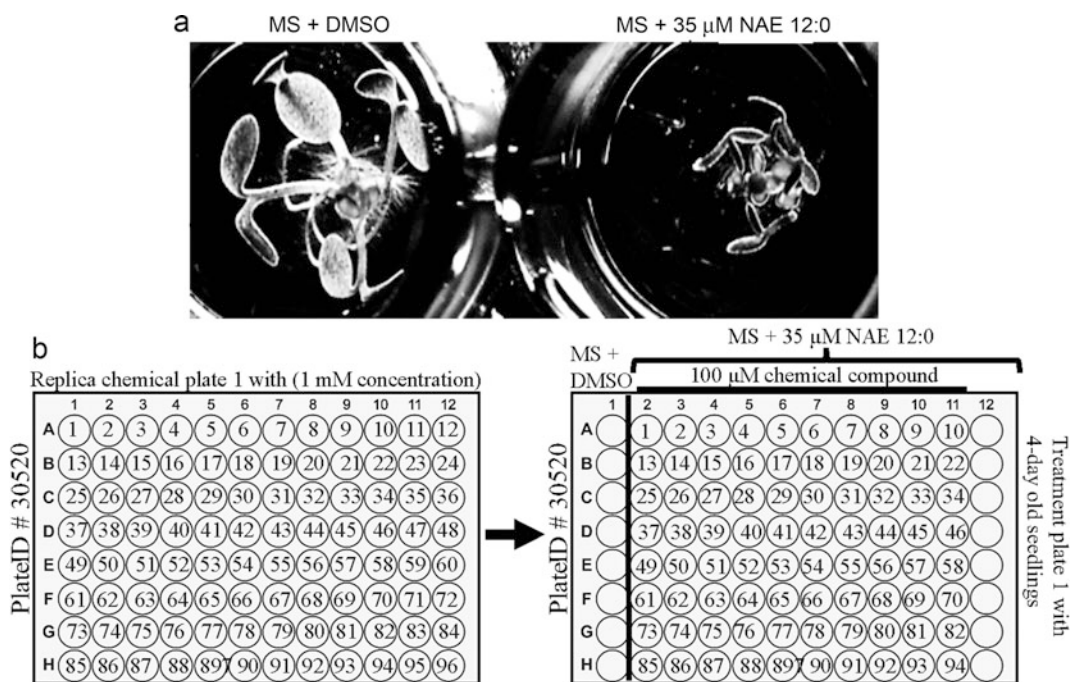 a
MS + DMSO
MS + 35 μM NAE 12:0
b
Replica chemical plate 1 with (1 mM concentration)
PlateID # 30520
1 2 3 4 5 6 7 8 9 10 11 12
A 1 2 3 4 5 6 7 8 9 10 11 12
B 13 14 15 16 17 18 19 20 21 22 23 24
C 25 26 27 28 29 30 31 32 33 34 35 36
D 37 38 39 40 41 42 43 44 45 46 47 48
E 49 50 51 52 53 54 55 56 57 58 59 60
F 61 62 63 64 65 66 67 68 69 70 71 72
G 73 74 75 76 77 78 79 80 81 82 83 84
H 85 86 87 88 897 90 91 92 93 94 95 96
MS + 35 μM NAE 12:0
MS +
DMSO
100 μM chemical compound
PlateID # 30520
1 2 3 4 5 6 7 8 9 10 11 12
A 1 2 3 4 5 6 7 8 9 10
B 13 14 15 16 17 18 19 20 21 22
C 25 26 27 28 29 30 31 32 33 34
D 37 38 39 40 41 42 43 44 45 46
E 49 50 51 52 53 54 55 56 57 58
F 61 62 63 64 65 66 67 68 69 70
G 73 74 75 76 77 78 79 80 81 82
H 85 86 87 88 897 90 91 92 93 94
Treatment plate 1 with
4-day old seedlings